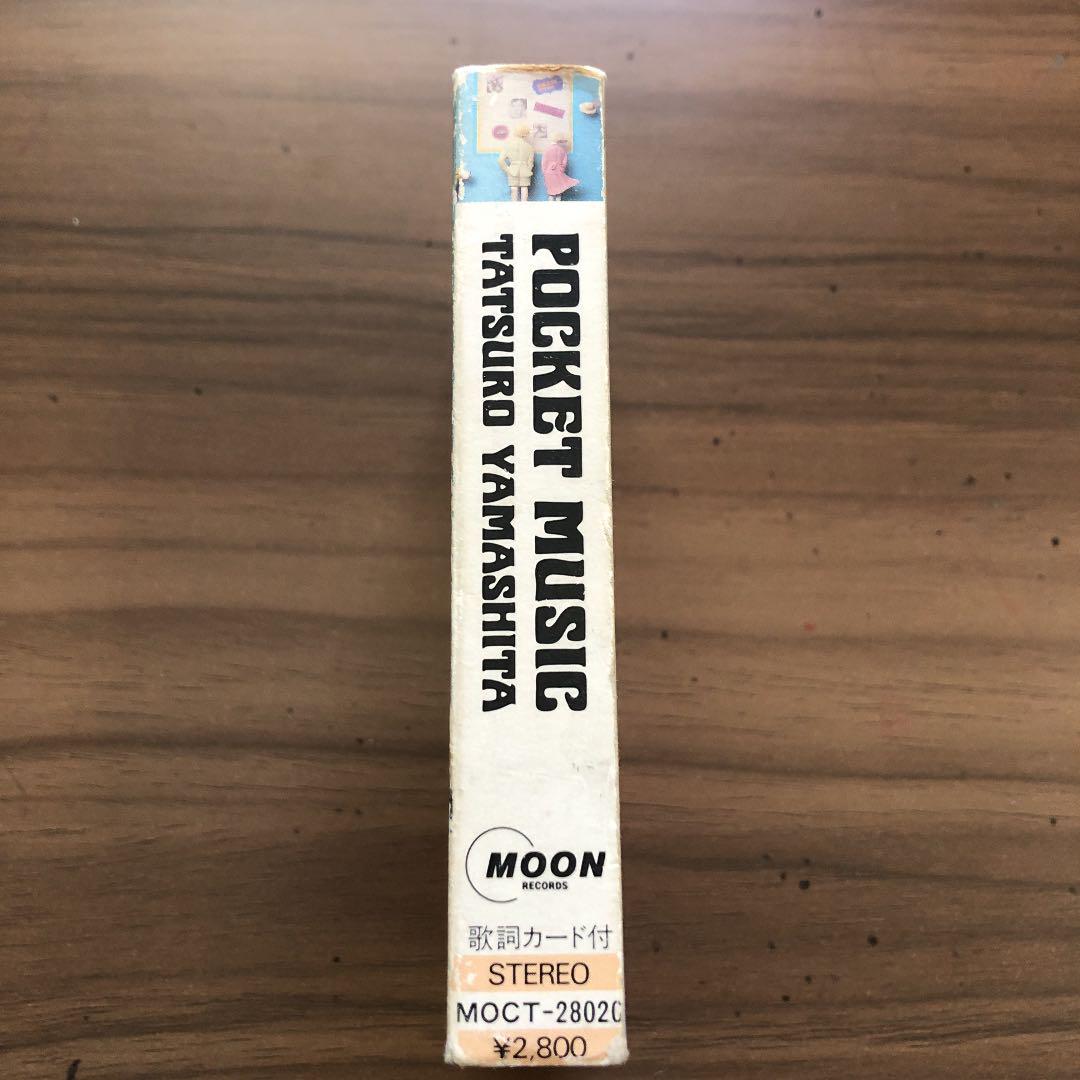 POCKET MUSIC
TATSURO YAMASHITA
MOON
RECORDS
歌詞カード付
STEREO
MOCT-28020
¥2,800